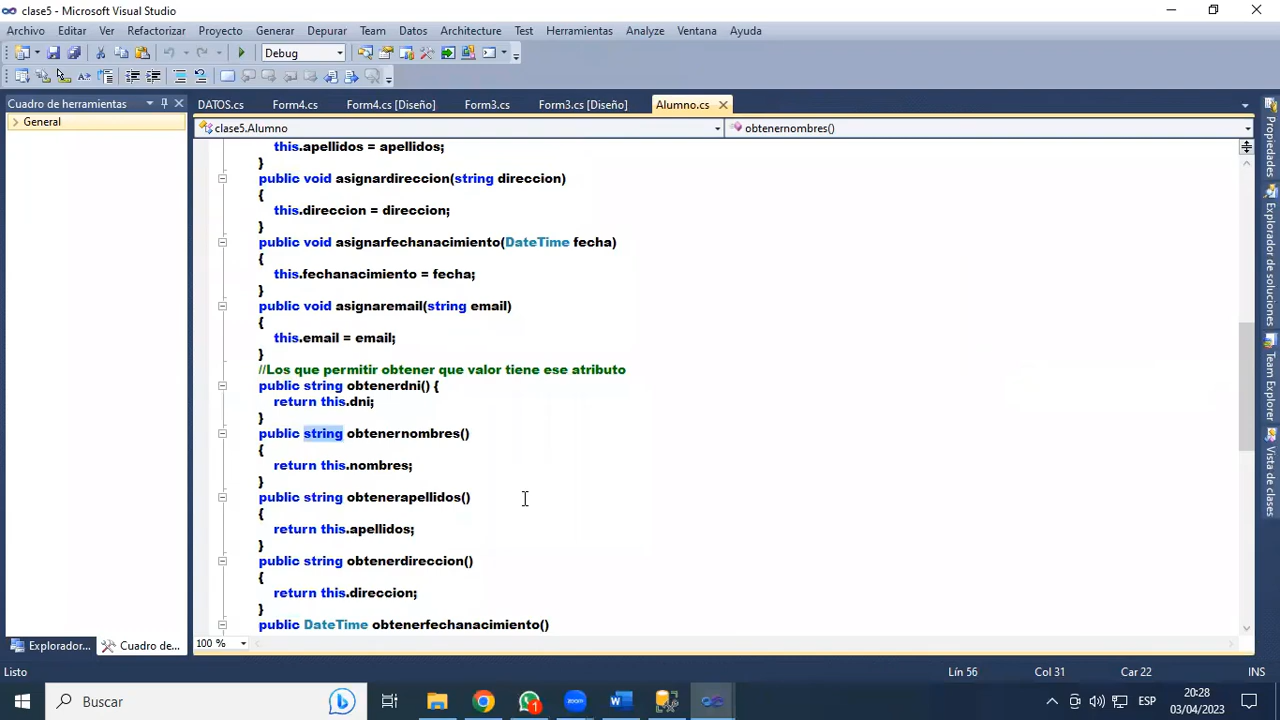 clase5 - Microsoft Visual Studio
Archivo Editar Ver Refactorizar Proyecto Generar Depurar Team Datos Architecture Test Herramientas Analyze Ventana Ayuda
Debug
Cuadro de herramientas
DATOS.cs Form4.cs Form4.cs [Diseño] Form3.cs Form3.cs [Diseño] Alumno.cs
General
clase5.Alumno obtenernombres()
this.apellidos = apellidos;
}
public void asignardireccion(string direccion)
{
this.direccion = direccion;
}
public void asignarfechanacimiento(DateTime fecha)
{
this.fechanacimiento = fecha;
}
public void asignaremail(string email)
{
this.email = email;
}
//Los que permitir obtener que valor tiene ese atributo
public string obtenerdni() {
return this.dni;
}
public string obtenernombres()
{
return this.nombres;
}
public string obtenerapellidos()
{
return this.apellidos;
}
public string obtenerdireccion()
{
return this.direccion;
}
public DateTime obtenerfechanacimiento()
Propiedades
Explorador de soluciones
Team Explorer
Vista de clases
Explorador... Cuadro de...
100 %
Listo Lín 56 Col 31 Car 22 INS
Buscar
1
zoom
ESP
20:28
03/04/2023